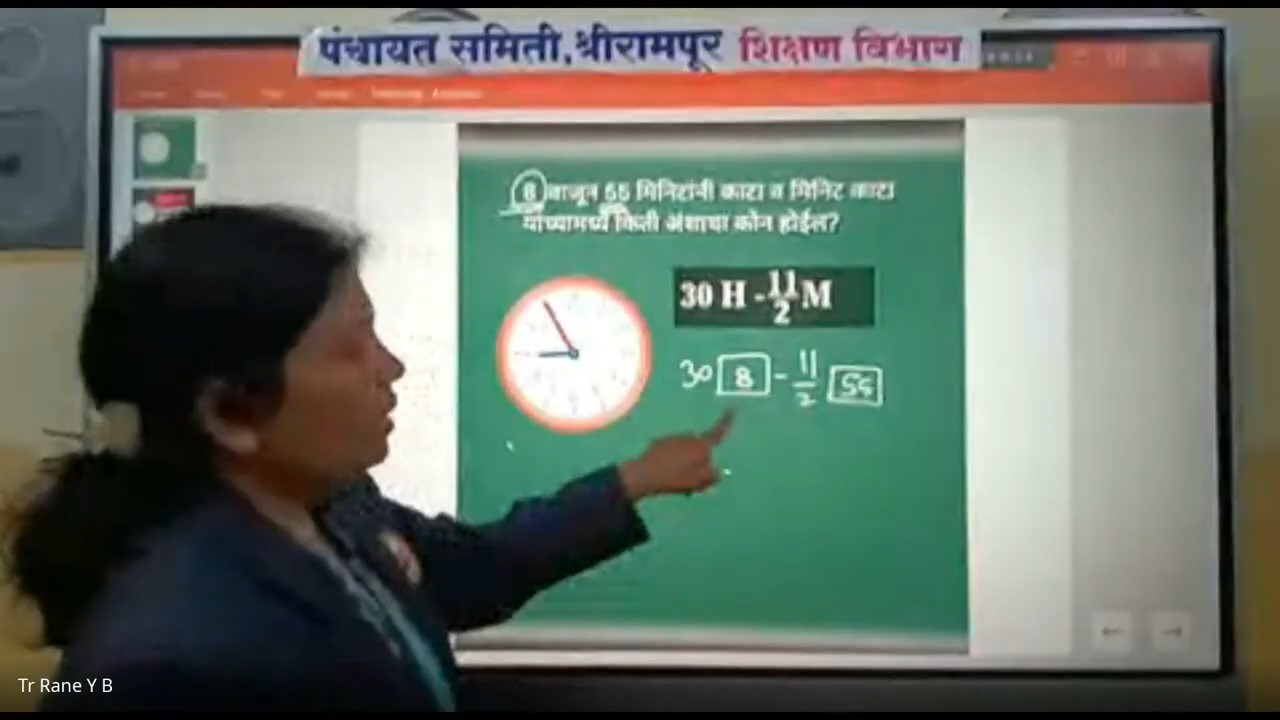 पंचायत समिती,श्रीरामपूर शिक्षण विभाग
8 वाजून 55 मिनिटांनी काटा व मिनिट काटा
यांच्यामध्ये किती अंशाचा कोन होईल?
30 H - 11/2 M
30 8 - 11/2 55
Tr Rane Y B